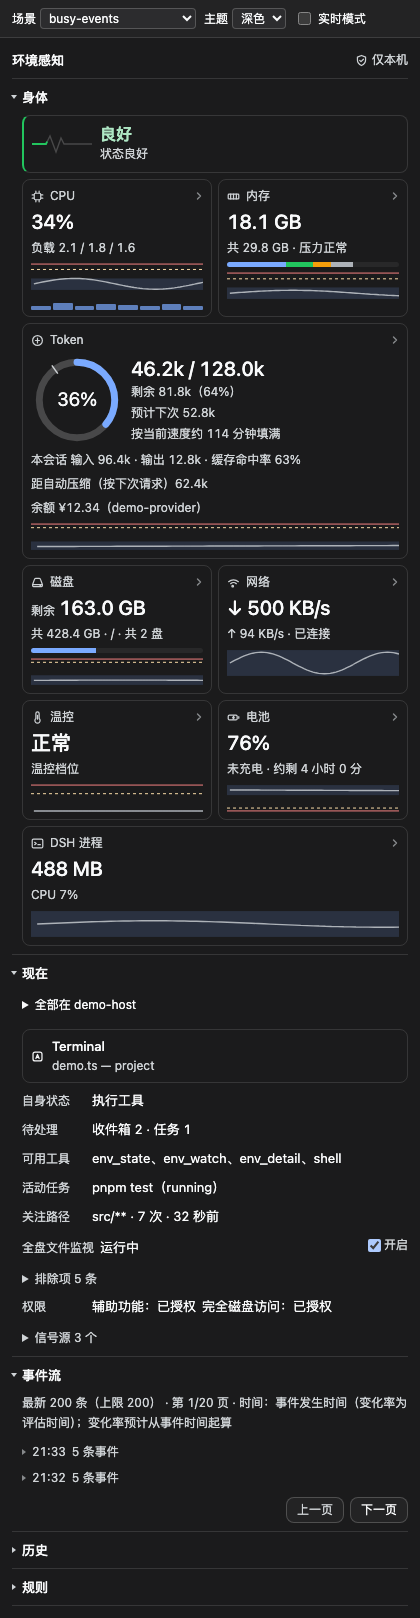 场景 busy-events 主题 深色 实时模式
环境感知 仅本机
身体
良好
状态良好
CPU
34%
负载 2.1 / 1.8 / 1.6
内存
18.1 GB
共 29.8 GB · 压力正常
Token
36%
46.2k / 128.0k
剩余 81.8k（64%）
预计下次 52.8k
按当前速度约 114 分钟填满
本会话 输入 96.4k · 输出 12.8k · 缓存命中率 63%
距自动压缩（按下次请求）62.4k
余额 ¥12.34（demo-provider）
磁盘
剩余 163.0 GB
共 428.4 GB · / · 共 2 盘
网络
↓ 500 KB/s
↑ 94 KB/s · 已连接
温控
正常
温控档位
电池
76%
未充电 · 约剩 4 小时 0 分
DSH 进程
488 MB
CPU 7%
现在
全部在 demo-host
Terminal
demo.ts — project
自身状态 执行工具
待处理 收件箱 2 · 任务 1
可用工具 env_state、env_watch、env_detail、shell
活动任务 pnpm test（running）
关注路径 src/** · 7 次 · 32 秒前
全盘文件监视 运行中 开启
排除项 5 条
权限 辅助功能：已授权 完全磁盘访问：已授权
信号源 3 个
事件流
最新 200 条（上限 200） · 第 1/20 页 · 时间：事件发生时间（变化率为
评估时间）；变化率预计从事件时间起算
21:33 5 条事件
21:32 5 条事件
上一页 下一页
历史
规则